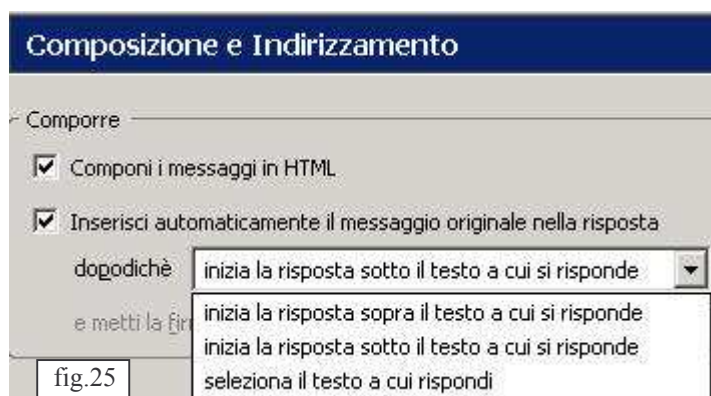 Composizione e Indirizzamento
Comporre
Componi i messaggi in HTML
Inserisci automaticamente il messaggio originale nella risposta
dopodichè inizia la risposta sotto il testo a cui si risponde
inizia la risposta sopra il testo a cui si risponde
e metti la
inizia la risposta sotto il testo a cui si risponde
seleziona il testo a cui rispondi
fig.25